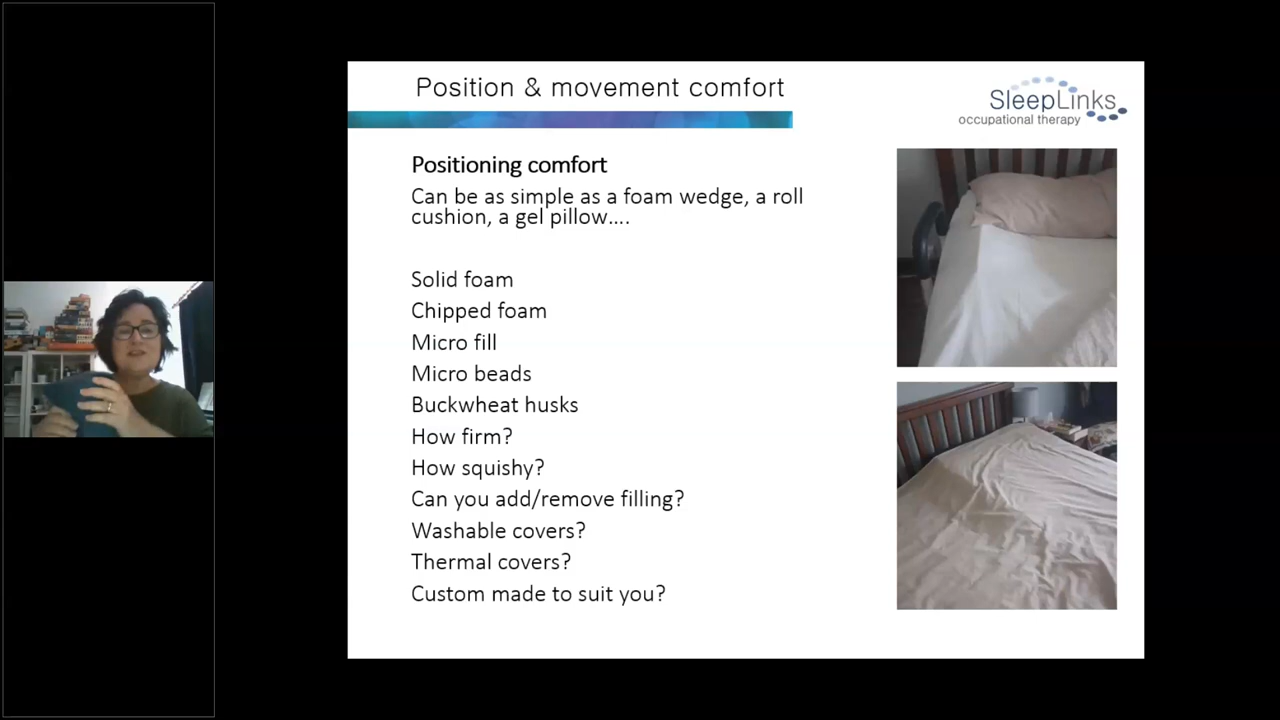 Position & movement comfort
SleepLinks
occupational therapy
Positioning comfort
Can be as simple as a foam wedge, a roll
cushion, a gel pillow....
Solid foam
Chipped foam
Micro fill
Micro beads
Buckwheat husks
How firm?
How squishy?
Can you add/remove filling?
Washable covers?
Thermal covers?
Custom made to suit you?